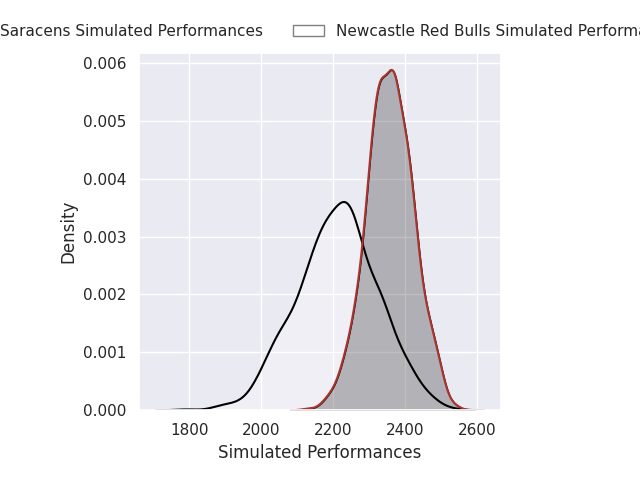 Saracens Simulated Performances Newcastle Red Bulls Simulated Performa
0.006
0.005
0.004
0.003
0.002
0.001
0.000
Density
1800 2000 2200 2400 2600
Simulated Performances